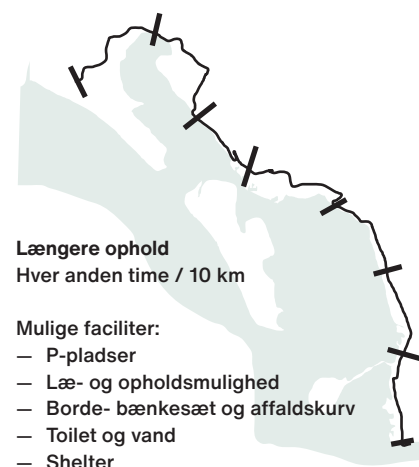 Længere ophold
Hver anden time / 10 km
Mulige faciliter:
— P-pladser
— Læ- og opholdsmulighed
— Borde- bænkesæt og affaldskurv
— Toilet og vand
— Shelter